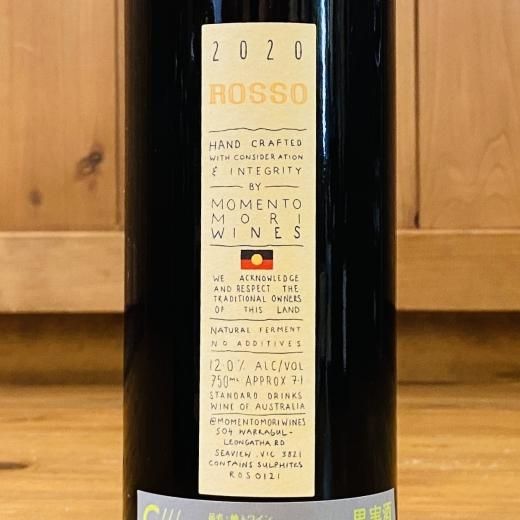 2020
ROSSO
HAND CRAFTED
WITH CONSIDERATION
& INTEGRITY
BY
MOMENTO
MORI
WINES
WE ACKNOWLEDGE
AND RESPECT THE
TRADITIONAL OWNERS
OF THIS LAND
NATURAL FERMENT
NO ADDITIVES
12.0% ALC/VOL
750ML APPROX 7.1
STANDARD DRINKS
WINE OF AUSTRALIA
@MOMENTOMORIWINES
504 WARRAGUL-
LEONGATHA RD
SEAVIEW . VIC 3821
CONTAINS SULPHITES
ROS0121
果実酒